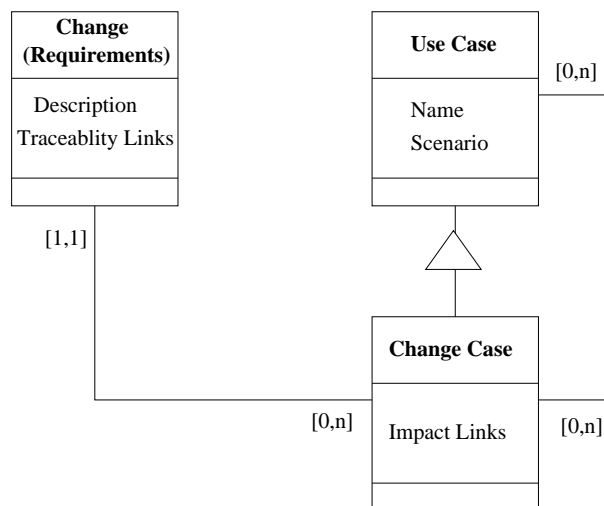 Change
(Requirements)
Description
Traceablity Links
[1,1]
Use Case
Name
Scenario
[0,n]
Change Case
Impact Links
[0,n]
[0,n]